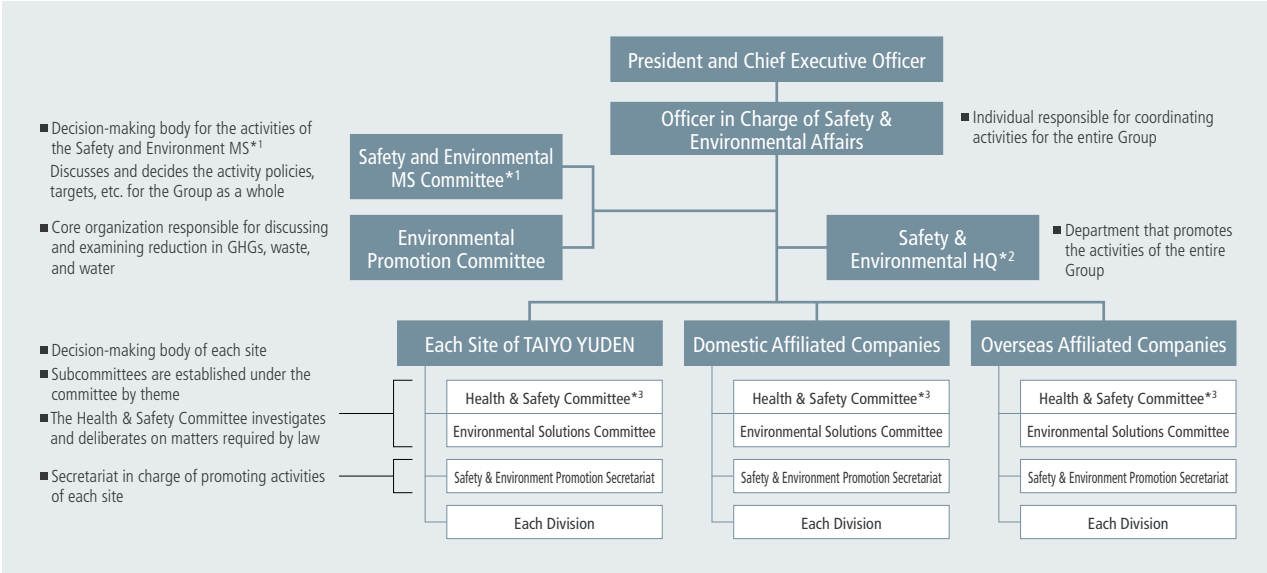 President and Chief Executive Officer
Officer in Charge of Safety &
Environmental Affairs
■ Individual responsible for coordinating
activities for the entire Group
■ Decision-making body for the activities of
the Safety and Environment MS*1
Discusses and decides the activity policies,
targets, etc. for the Group as a whole
Safety and Environmental
MS Committee*1
■ Core organization responsible for discussing
and examining reduction in GHGs, waste,
and water
Environmental
Promotion Committee
Safety &
Environmental HQ*2
■ Department that promotes
the activities of the entire
Group
■ Decision-making body of each site
■ Subcommittees are established under the
committee by theme
■ The Health & Safety Committee investigates
and deliberates on matters required by law
■ Secretariat in charge of promoting activities
of each site
Each Site of TAIYO YUDEN
Health & Safety Committee*3
Environmental Solutions Committee
Safety & Environment Promotion Secretariat
Each Division
Domestic Affiliated Companies
Health & Safety Committee*3
Environmental Solutions Committee
Safety & Environment Promotion Secretariat
Each Division
Overseas Affiliated Companies
Health & Safety Committee*3
Environmental Solutions Committee
Safety & Environment Promotion Secretariat
Each Division